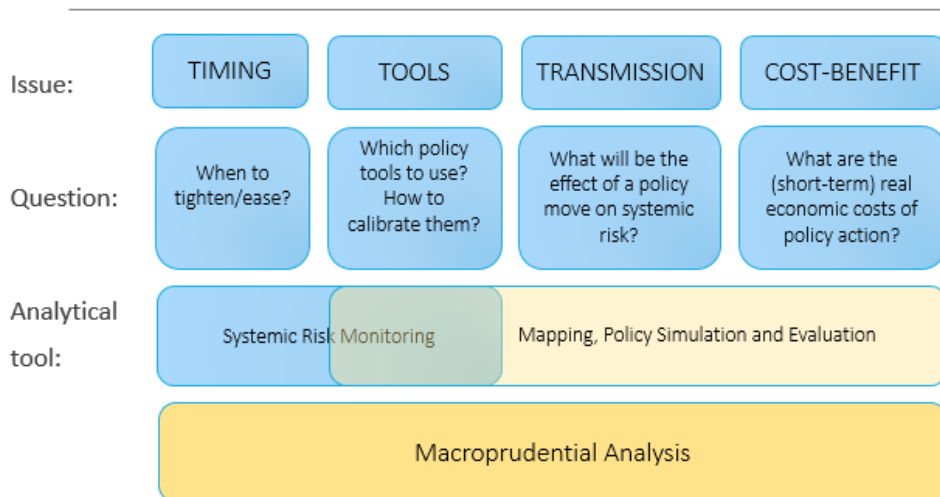 Issue:
TIMING
TOOLS
TRANSMISSION
COST-BENEFIT
Question:
When to
tighten/ease?
Which policy
tools to use?
How to
calibrate them?
What will be the
effect of a policy
move on systemic
risk?
What are the
(short-term) real
economic costs of
policy action?
Analytical
tool:
Systemic Risk Monitoring
Mapping, Policy Simulation and Evaluation
Macroprudential Analysis